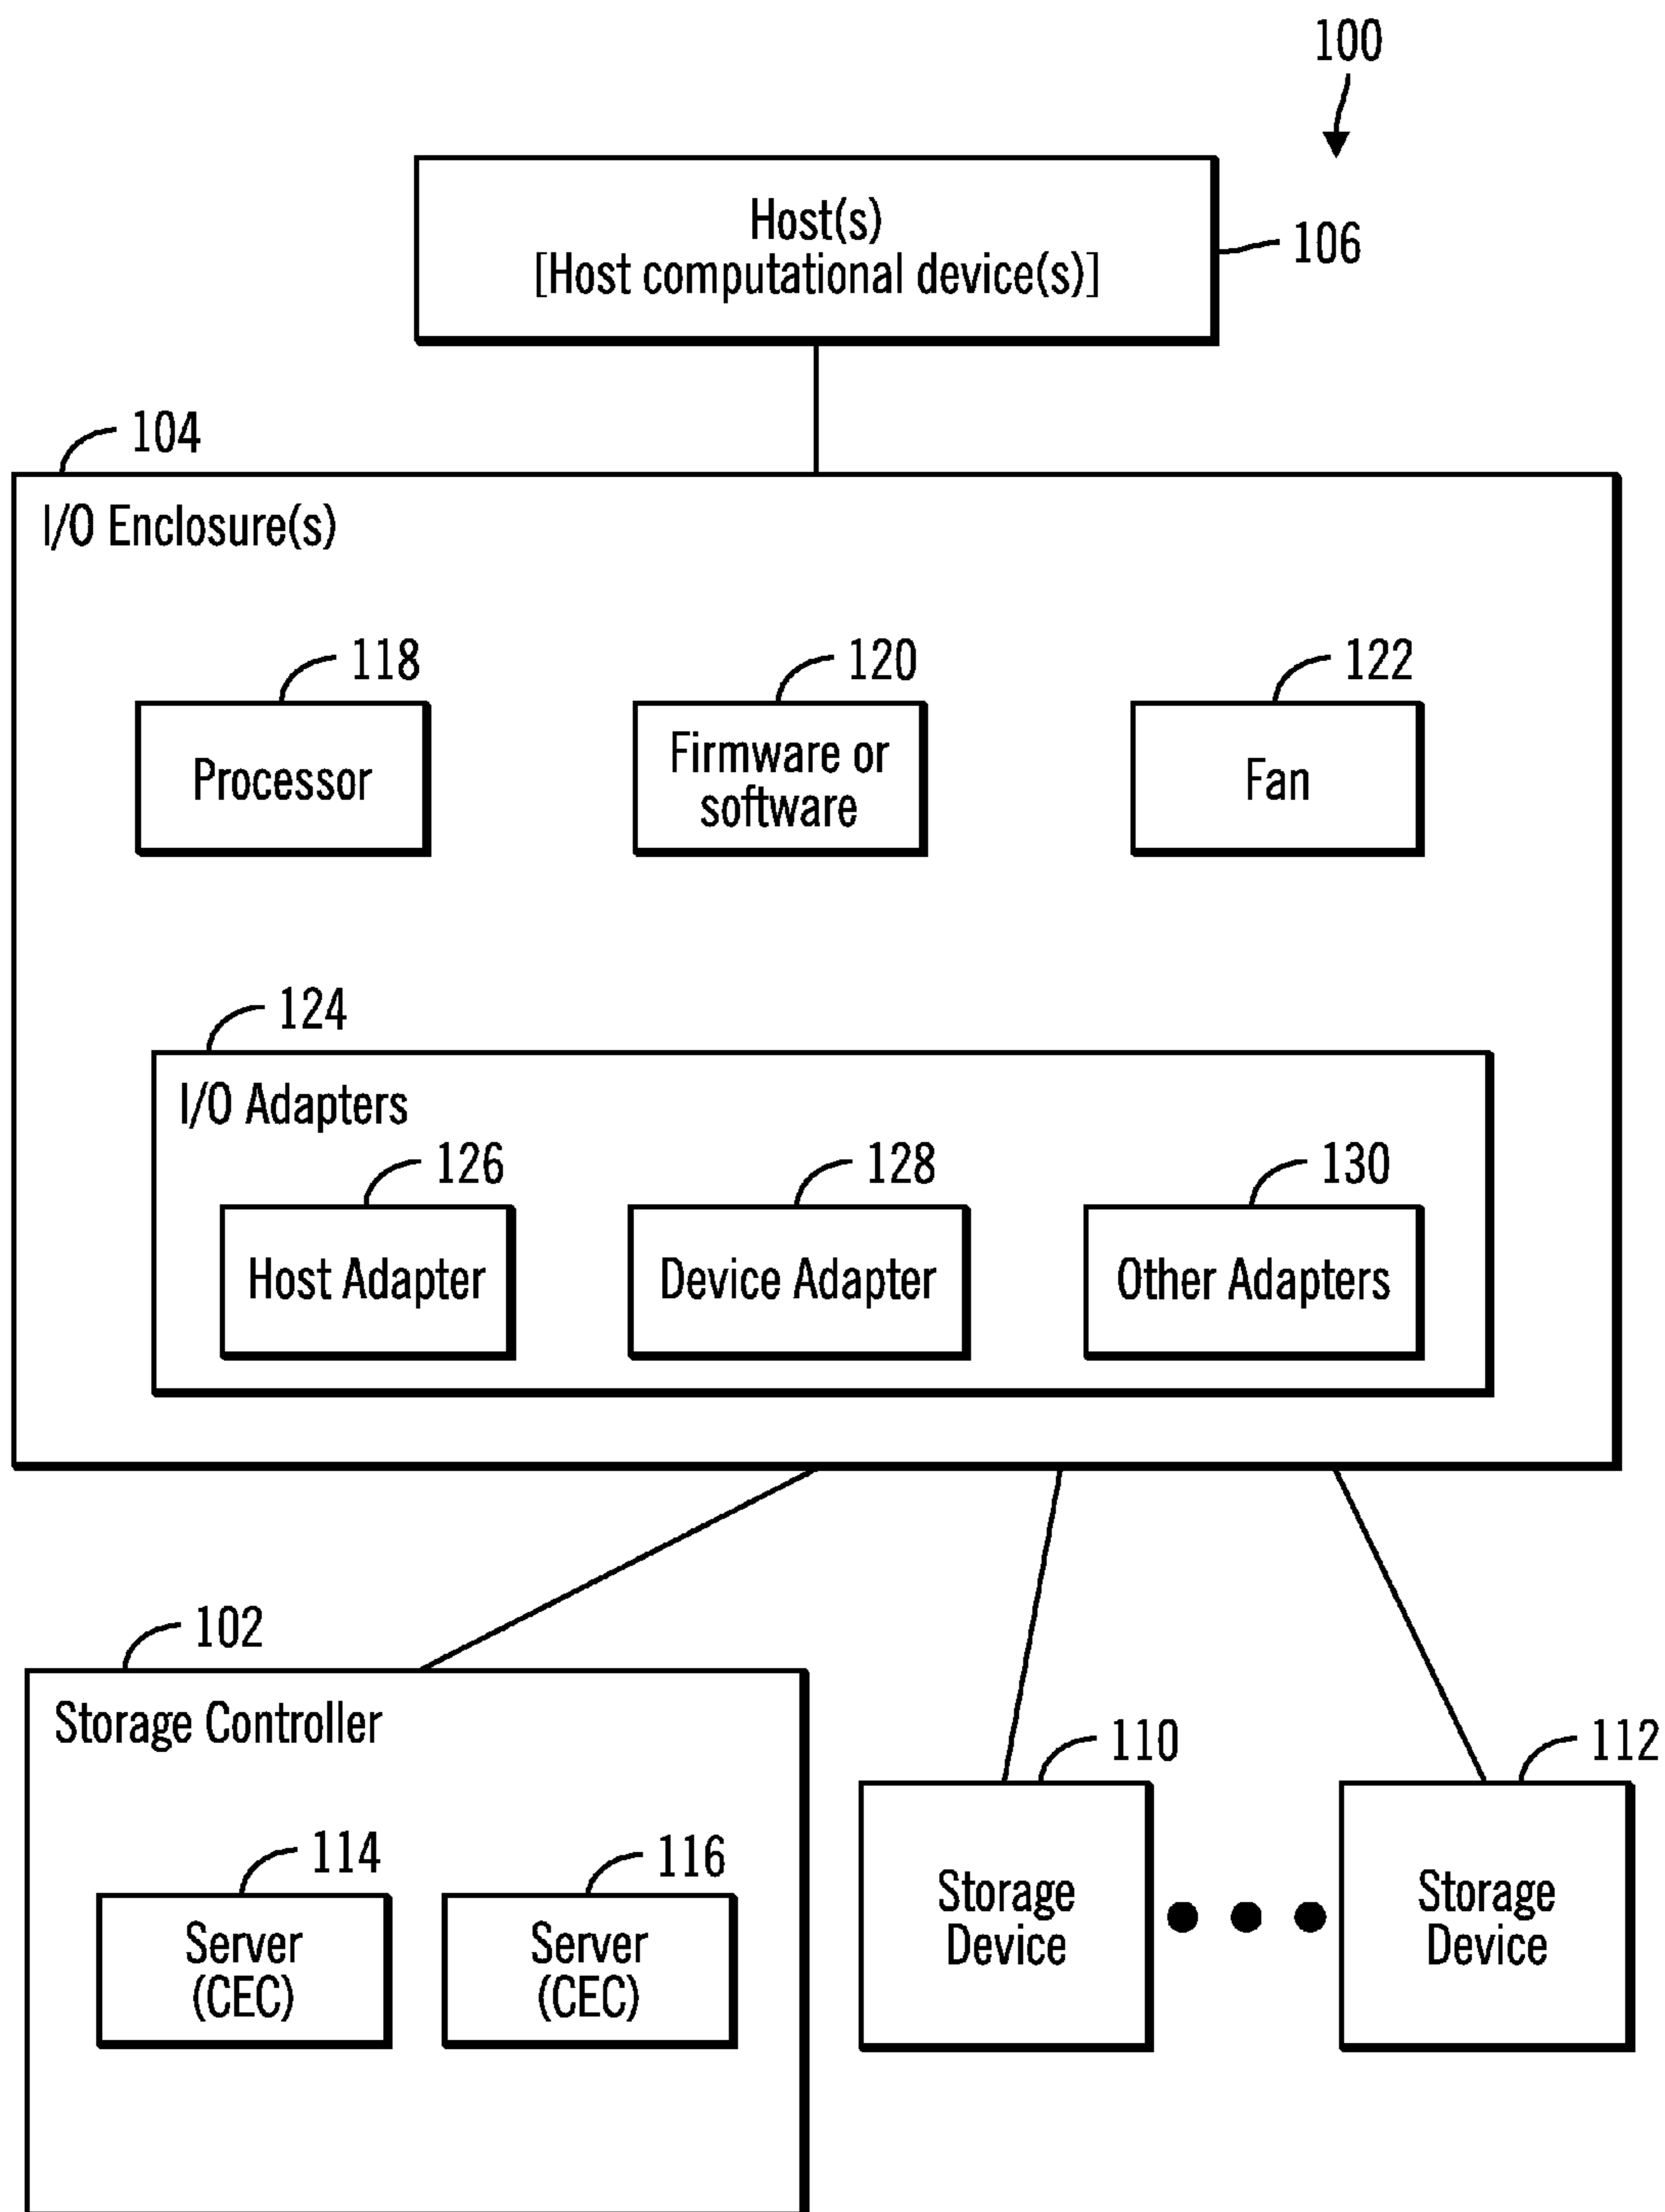 100
Host(s)
[Host computational device(s)]
106
104
I/O Enclosure(s)
118
120
122
Processor
Firmware or
software
Fan
124
I/O Adapters
126
128
130
Host Adapter
Device Adapter
Other Adapters
102
Storage Controller
110
112
114
116
Server
(CEC)
Server
(CEC)
Storage
Device
Storage
Device